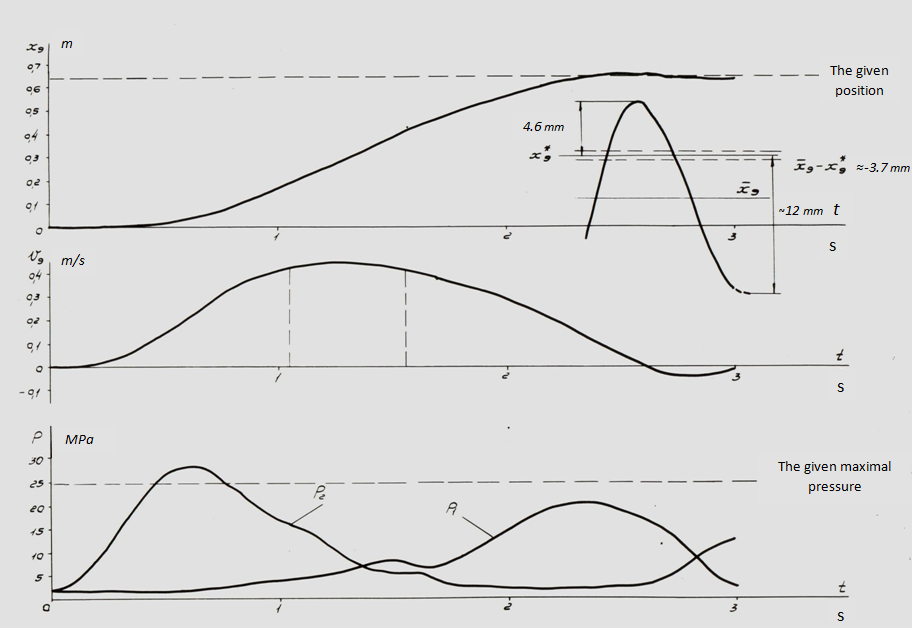 x₉ m
0,7
0,6
0,5
0,4
0,3
0,2
0,1
0
The given
position
4.6 mm
x₉*
x̄₉-x₉* ≈-3.7 mm
x̄₉
~12 mm
t
1
2
3
s
v₉ m/s
0,4
0,3
0,2
0,1
0
-0,1
1
2
3
t
s
P MPa
30
25
20
15
10
5
0
P₂
P₁
The given maximal
pressure
1
2
3
t
s